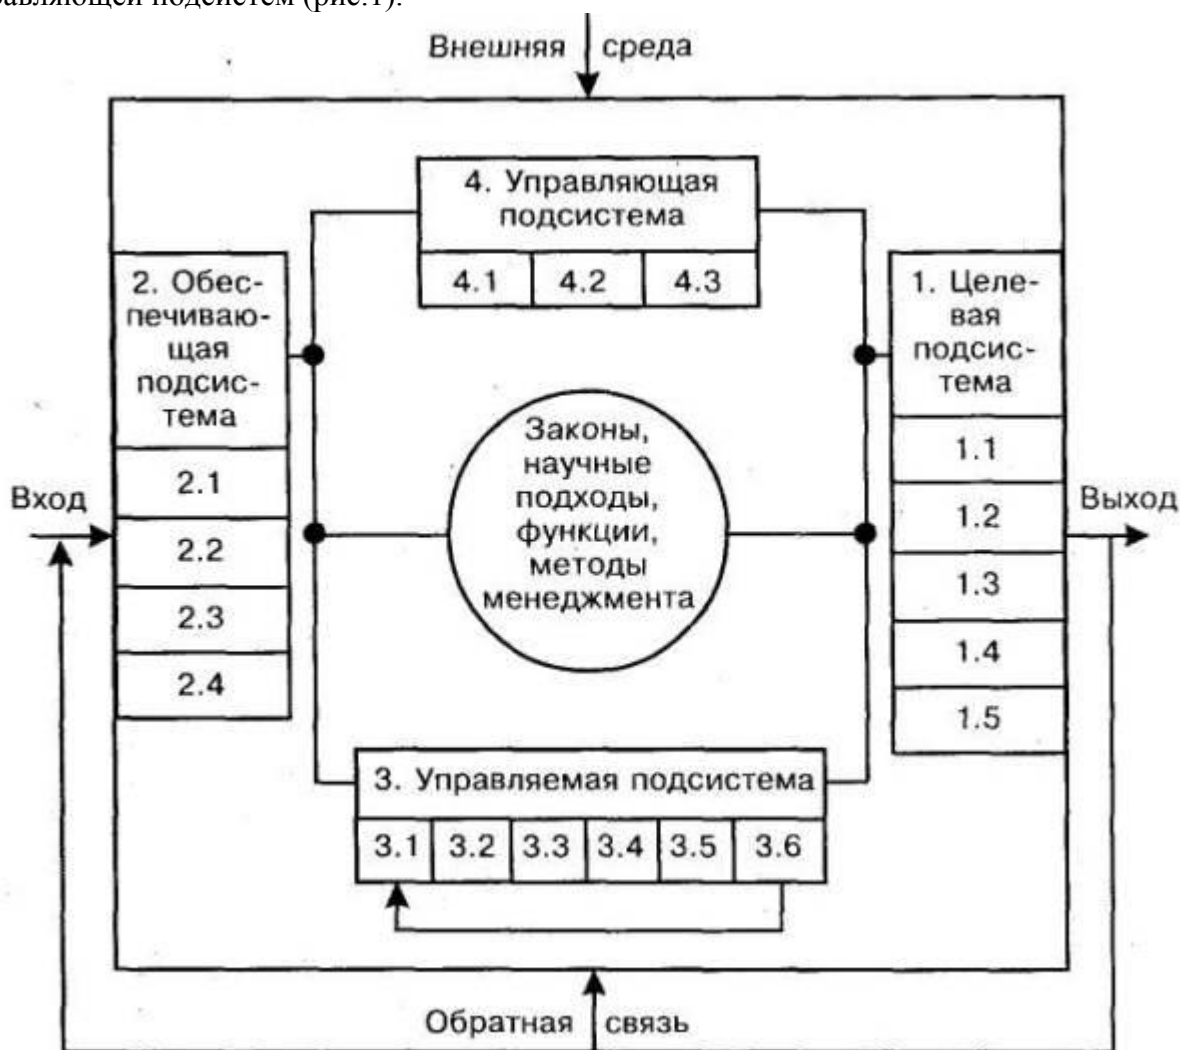 подсистем (рис.1).
Внешняя среда
4. Управляющая
подсистема
4.1 4.2 4.3
2. Обес-
печиваю-
щая
подсис-
тема
2.1
2.2
2.3
2.4
1. Целе-
вая
подсис-
тема
1.1
1.2
1.3
1.4
1.5
Законы,
научные
подходы,
функции,
методы
менеджмента
Вход
Выход
3. Управляемая подсистема
3.1 3.2 3.3 3.4 3.5 3.6
Обратная связь